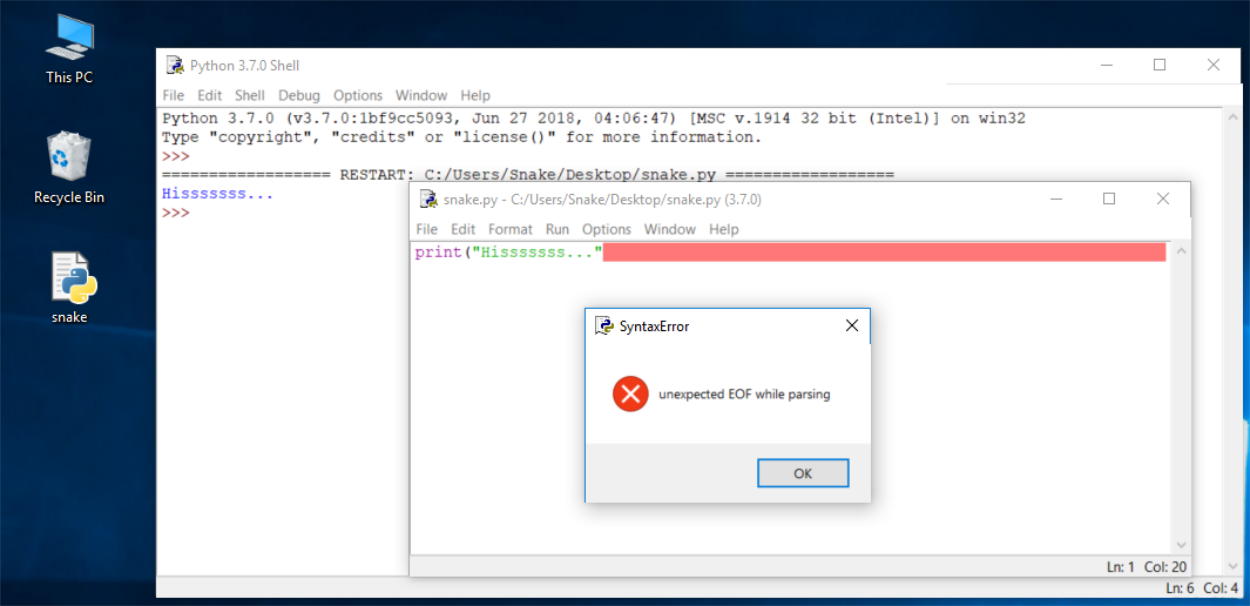 This PC
Recycle Bin
snake
Python 3.7.0 Shell
File Edit Shell Debug Options Window Help
Python 3.7.0 (v3.7.0:1bf9cc5093, Jun 27 2018, 04:06:47) [MSC v.1914 32 bit (Intel)] on win32
Type "copyright", "credits" or "license()" for more information.
>>>
================== RESTART: C:/Users/Snake/Desktop/snake.py ==================
Hisssssss...
>>>
snake.py - C:/Users/Snake/Desktop/snake.py (3.7.0)
File Edit Format Run Options Window Help
print("Hisssssss..."
SyntaxError
unexpected EOF while parsing
OK
Ln: 1 Col: 20
Ln: 6 Col: 4